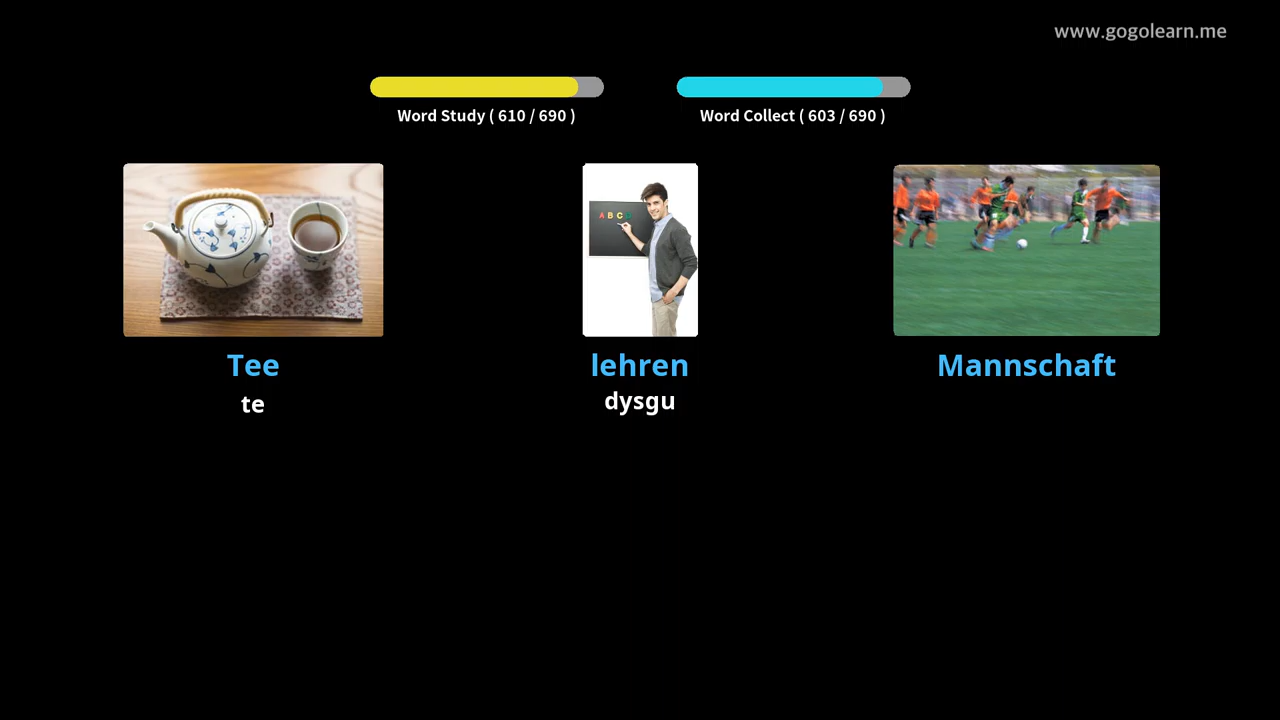 www.gogolearn.me
Word Study ( 610 / 690 )
Word Collect ( 603 / 690 )
A B C D
Tee
te
lehren
dysgu
Mannschaft